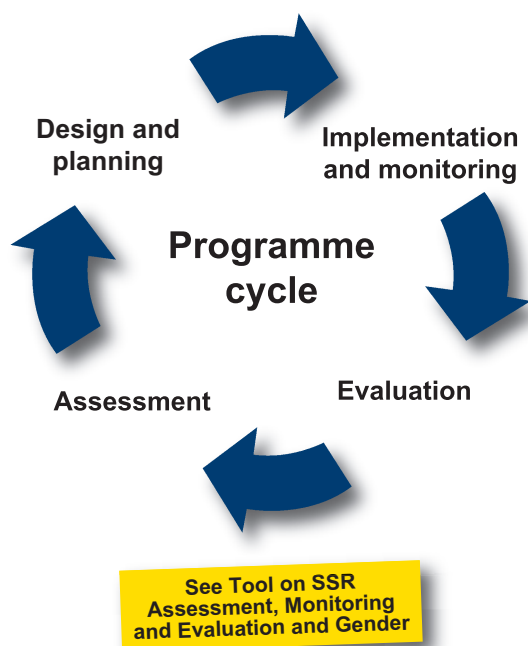 Design and
planning
Implementation
and monitoring
Programme
cycle
Assessment
Evaluation
See Tool on SSR
Assessment, Monitoring
and Evaluation and Gender